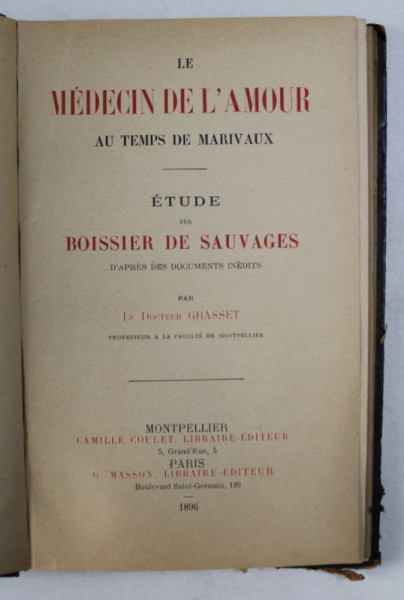 LE
MÉDECIN DE L'AMOUR
AU TEMPS DE MARIVAUX
ÉTUDE
SUR
BOISSIER DE SAUVAGES
D'APRÈS DES DOCUMENTS INÉDITS
PAR
LE DOCTEUR GRASSET
PROFESSEUR A LA FACULTÉ DE MONTPELLIER
MONTPELLIER
CAMILLE COULET, LIBRAIRE-ÉDITEUR
5, Grand'Rue, 5
PARIS
G. MASSON, LIBRAIRE-ÉDITEUR
Boulevard Saint-Germain, 120
1896